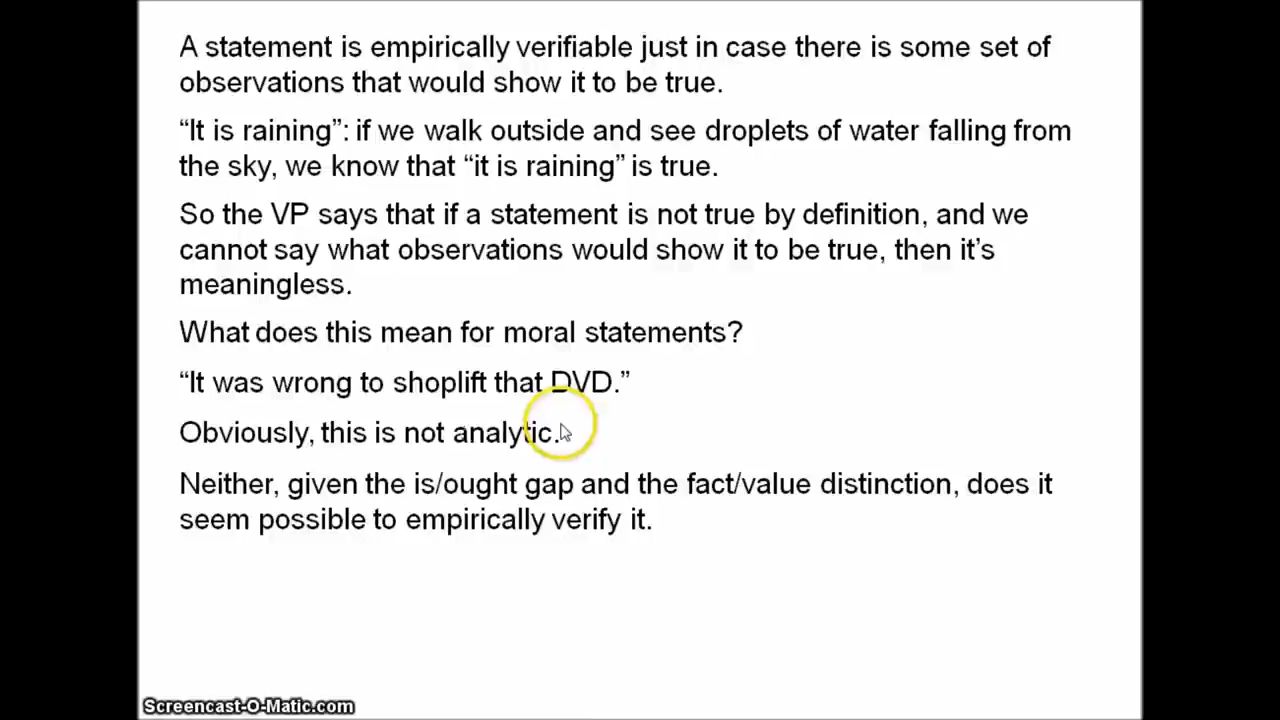 A statement is empirically verifiable just in case there is some set of
observations that would show it to be true.
“It is raining”: if we walk outside and see droplets of water falling from
the sky, we know that “it is raining” is true.
So the VP says that if a statement is not true by definition, and we
cannot say what observations would show it to be true, then it’s
meaningless.
What does this mean for moral statements?
“It was wrong to shoplift that DVD.”
Obviously, this is not analytic.
Neither, given the is/ought gap and the fact/value distinction, does it
seem possible to empirically verify it.
Screencast-O-Matic.com